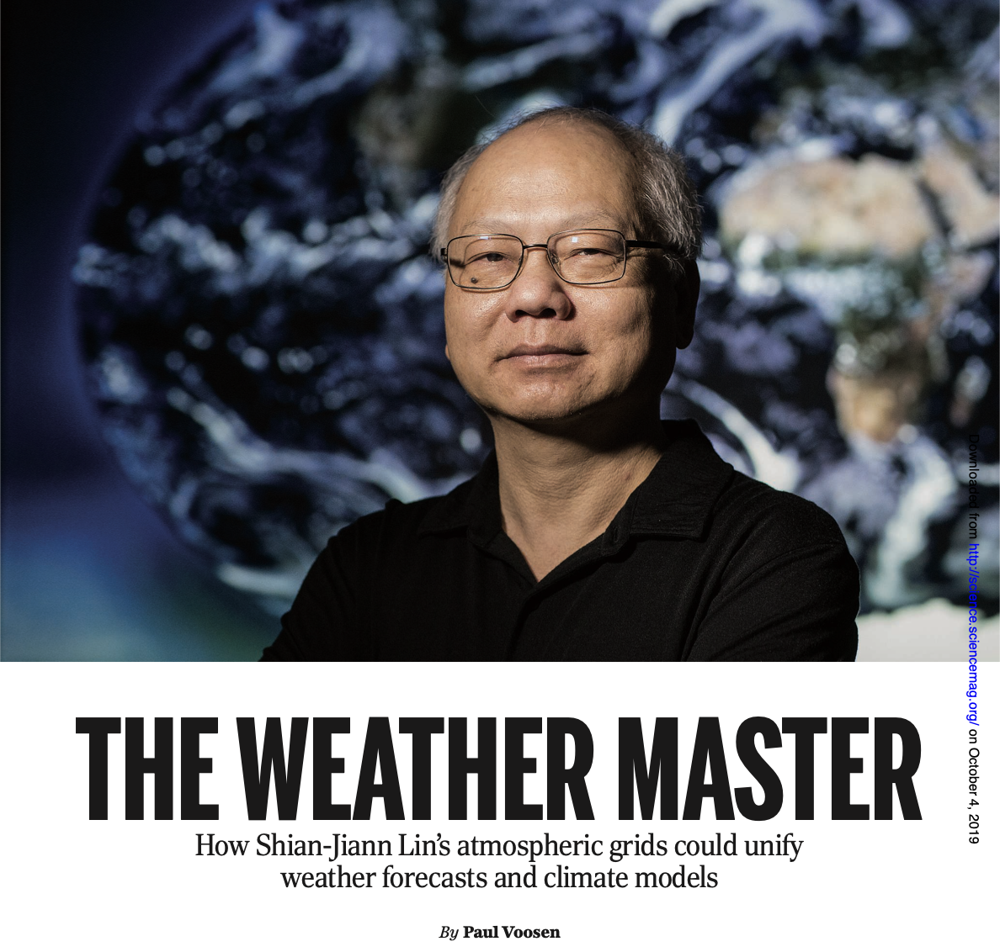 THE WEATHER MASTER
How Shian-Jiann Lin’s atmospheric grids could unify
weather forecasts and climate models
By Paul Voosen
Downloaded from http://science.sciencemag.org/ on October 4, 2019